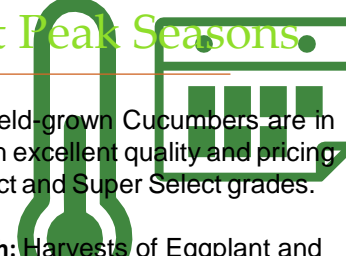 t Peak Seasons
eld-grown Cucumbers are in
n excellent quality and pricing
ct and Super Select grades.
n: Harvests of Eggplant and